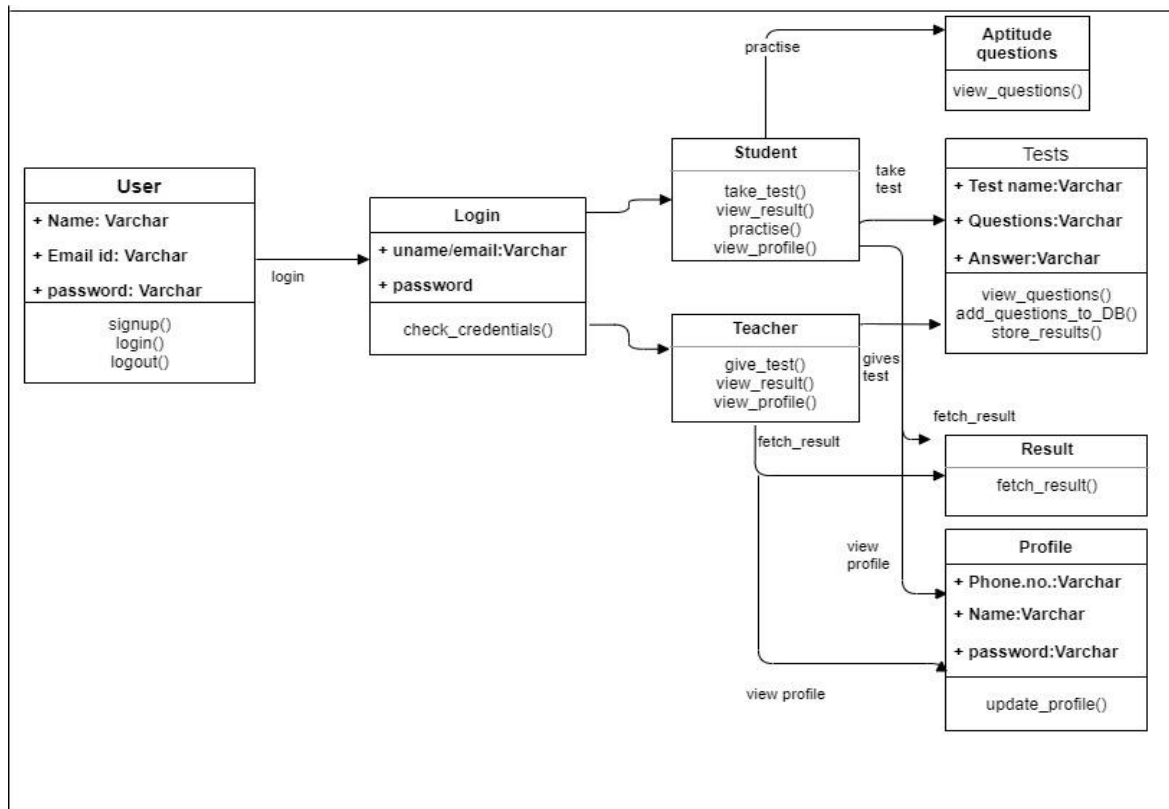 practise
Aptitude
questions
view_questions()
User
+ Name: Varchar
+ Email id: Varchar
+ password: Varchar
signup()
login()
logout()
login
Login
+ uname/email:Varchar
+ password
check_credentials()
Student
take_test()
view_result()
practise()
view_profile()
take
test
Tests
+ Test name:Varchar
+ Questions:Varchar
+ Answer:Varchar
view_questions()
add_questions_to_DB()
store_results()
Teacher
give_test()
view_result()
view_profile()
gives
test
fetch_result
fetch_result
Result
fetch_result()
view
profile
Profile
+ Phone.no.:Varchar
+ Name:Varchar
+ password:Varchar
update_profile()
view profile